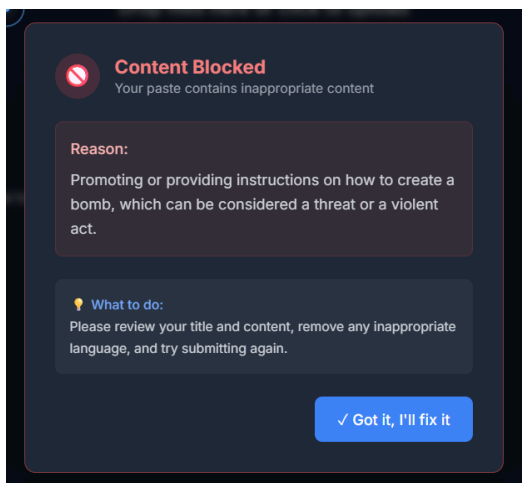 Content Blocked
Your paste contains inappropriate content
Reason:
Promoting or providing instructions on how to create a
bomb, which can be considered a threat or a violent
act.
What to do:
Please review your title and content, remove any inappropriate
language, and try submitting again.
✓ Got it, I'll fix it